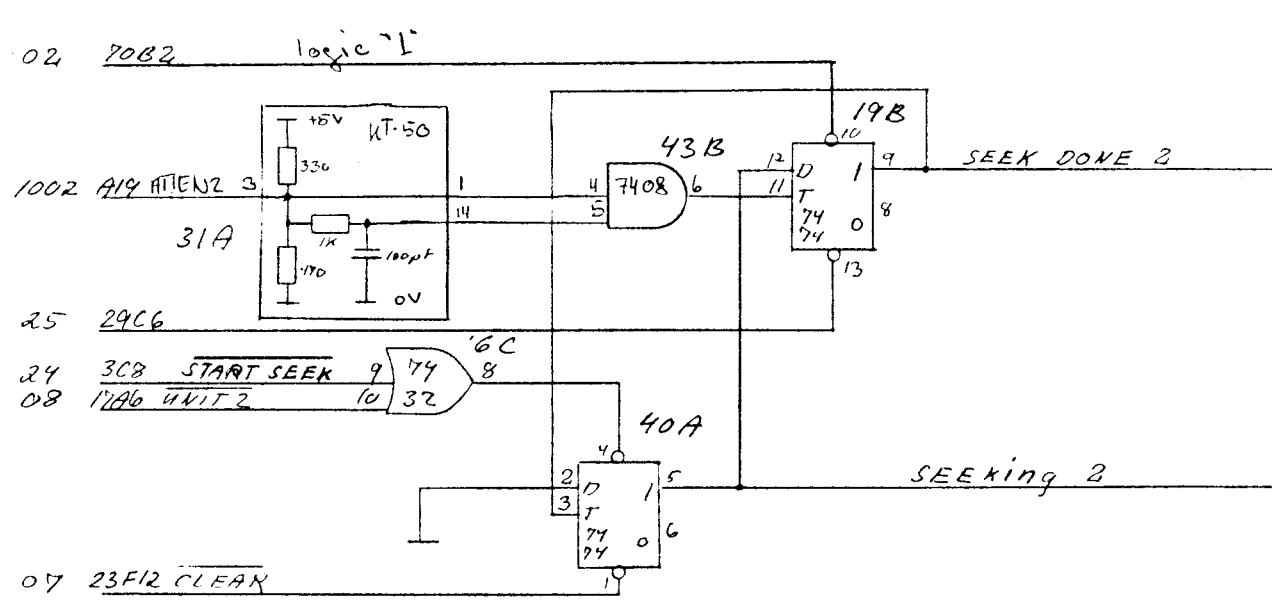 02 70B2 logic "1"
19B
10
+5V
KT-50
330
43B
12 D 1 9 SEEK DONE 2
1002 A19 ATTEN2 3 1 4 7408 6 11 T
14 5
74
74 0 8
31A
1K
100pF
0V
13
25 29C6
6C
24 3C8 START SEEK 9 74 8
08 17A6 UNIT 2 10 32
40A
4
2 D 1 5 SEEKing 2
3 T
74
74 0 6
07 23F12 CLEAR 1